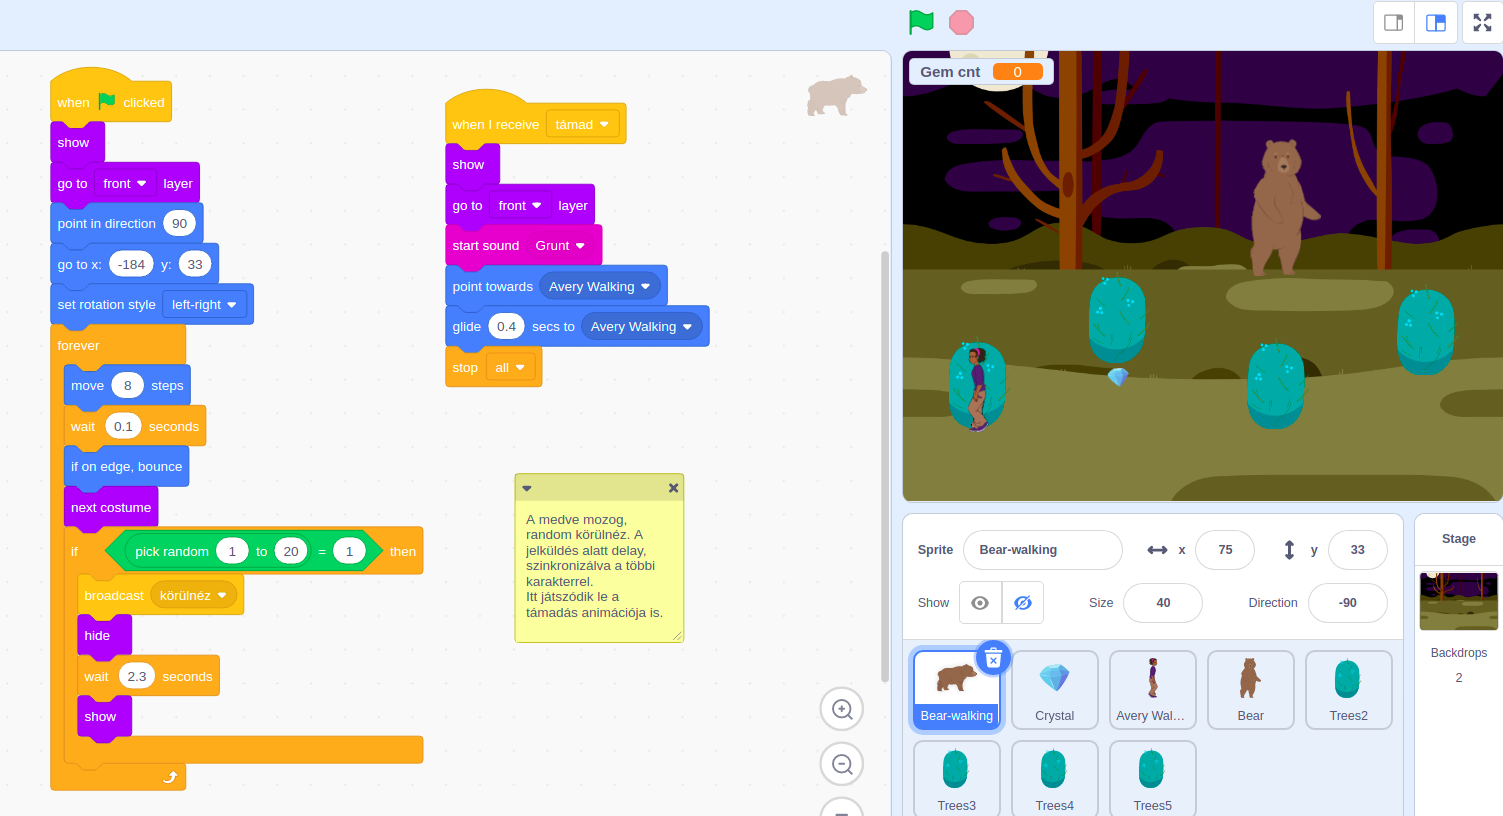 when clicked
show
go to front layer
point in direction 90
go to x: -184 y: 33
set rotation style left-right
forever
move 8 steps
wait 0.1 seconds
if on edge, bounce
next costume
if pick random 1 to 20 = 1 then
broadcast körülnéz
hide
wait 2.3 seconds
show
when I receive támad
show
go to front layer
start sound Grunt
point towards Avery Walking
glide 0.4 secs to Avery Walking
stop all
A medve mozog,
random körülnéz. A
jelküldés alatt delay,
szinkronizálva a többi
karakterrel.
Itt játszódik le a
támadás animációja is.
Gem cnt 0
Sprite Bear-walking x 75 y 33
Show Size 40 Direction -90
Bear-walking
Crystal
Avery Wal...
Bear
Trees2
Trees3
Trees4
Trees5
Stage
Backdrops
2